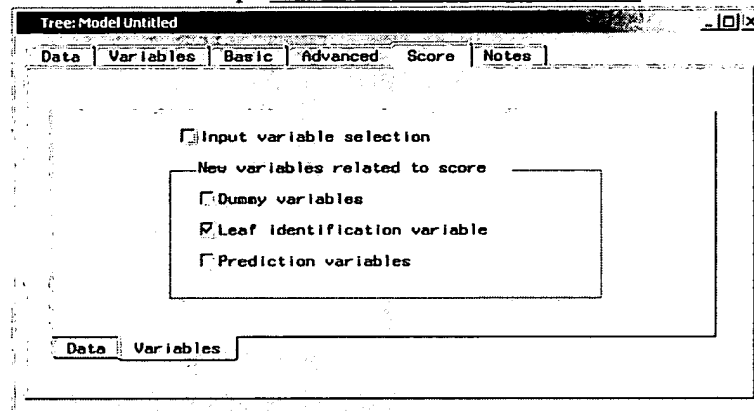 Tree: Model Untitled
Data Variables Basic Advanced Score Notes
Input variable selection
New variables related to score
Dummy variables
Leaf identification variable
Prediction variables
Data Variables